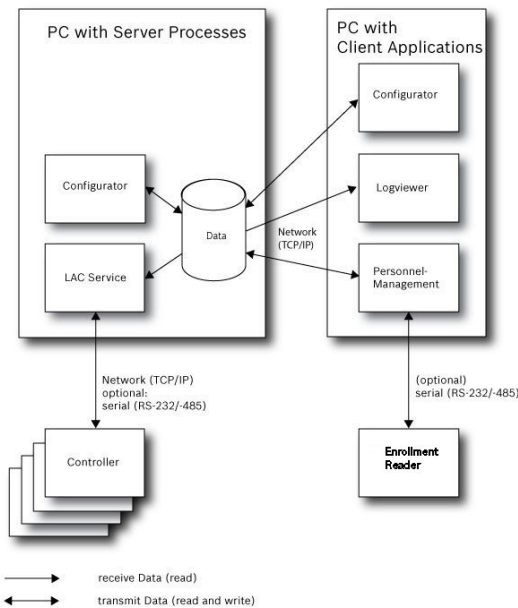 PC with Server Processes
PC with
Client Applications
Configurator
Configurator
Logviewer
Data
Network
(TCP/IP)
LAC Service
Personnel-
Management
Network (TCP/IP)
optional:
serial (RS-232/-485)
(optional)
serial (RS-232/-485)
Controller
Enrollment
Reader
receive Data (read)
transmit Data (read and write)